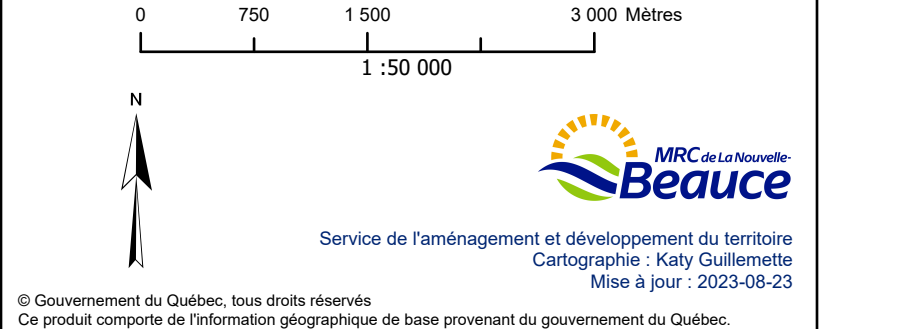 0 750 1 500 3 000 Mètres
1 :50 000
N
MRC de La Nouvelle-
Beauce
Service de l'aménagement et développement du territoire
Cartographie : Katy Guillemette
Mise à jour : 2023-08-23
© Gouvernement du Québec, tous droits réservés
Ce produit comporte de l'information géographique de base provenant du gouvernement du Québec.